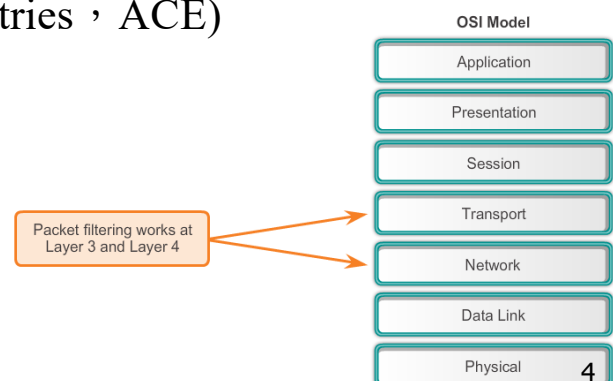 tries，ACE)
OSI Model
Application
Presentation
Session
Packet filtering works at
Layer 3 and Layer 4
Transport
Network
Data Link
Physical
4